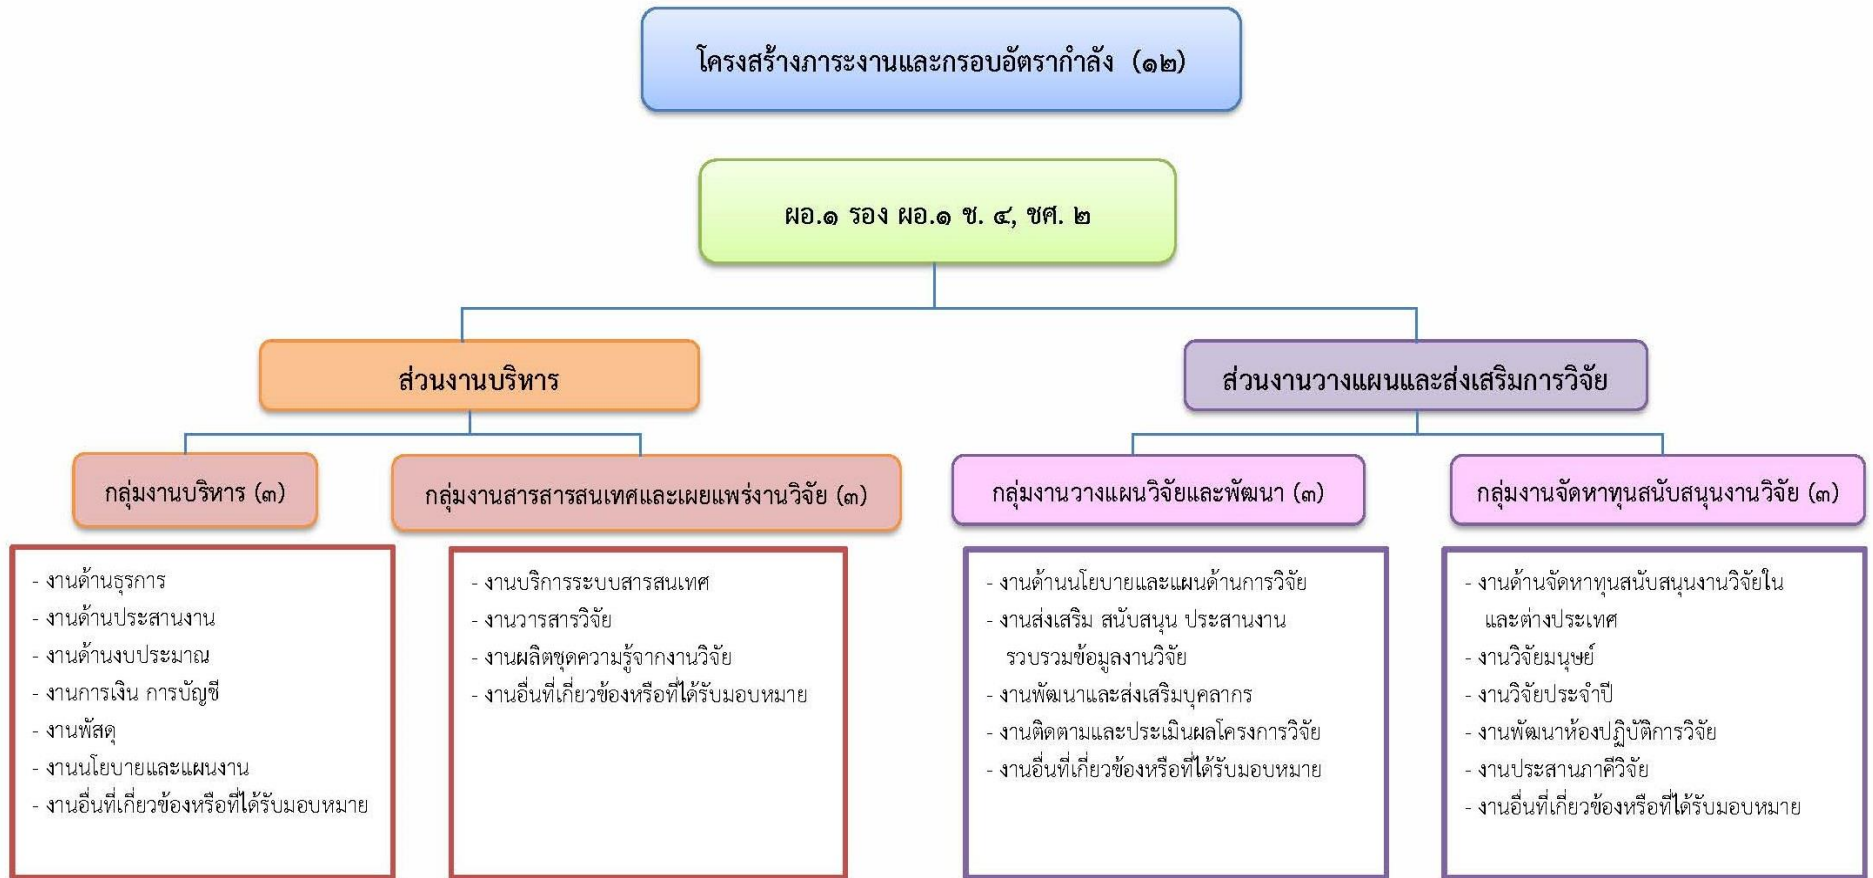 โครงสร้างภาระงานและกรอบอัตรากำลัง (๑๒)
ผอ.๑ รอง ผอ.๑ ช. ๔, ชศ. ๒
ส่วนงานบริหาร
ส่วนงานวางแผนและส่งเสริมการวิจัย
กลุ่มงานบริหาร (๓)
กลุ่มงานสารสารสนเทศและเผยแพร่งานวิจัย (๓)
กลุ่มงานวางแผนวิจัยและพัฒนา (๓)
กลุ่มงานจัดหาทุนสนับสนุนงานวิจัย (๓)
- งานด้านธุรการ
- งานด้านประสานงาน
- งานด้านงบประมาณ
- งานการเงิน การบัญชี
- งานพัสดุ
- งานนโยบายและแผนงาน
- งานอื่นที่เกี่ยวข้องหรือที่ได้รับมอบหมาย
- งานบริการระบบสารสนเทศ
- งานวารสารวิจัย
- งานผลิตชุดความรู้จากงานวิจัย
- งานอื่นที่เกี่ยวข้องหรือที่ได้รับมอบหมาย
- งานด้านนโยบายและแผนด้านการวิจัย
- งานส่งเสริม สนับสนุน ประสานงาน
รวบรวมข้อมูลงานวิจัย
- งานพัฒนาและส่งเสริมบุคลากร
- งานติดตามและประเมินผลโครงการวิจัย
- งานอื่นที่เกี่ยวข้องหรือที่ได้รับมอบหมาย
- งานด้านจัดหาทุนสนับสนุนงานวิจัยใน
และต่างประเทศ
- งานวิจัยมนุษย์
- งานวิจัยประจำปี
- งานพัฒนาห้องปฏิบัติการวิจัย
- งานประสานภาคีวิจัย
- งานอื่นที่เกี่ยวข้องหรือที่ได้รับมอบหมาย